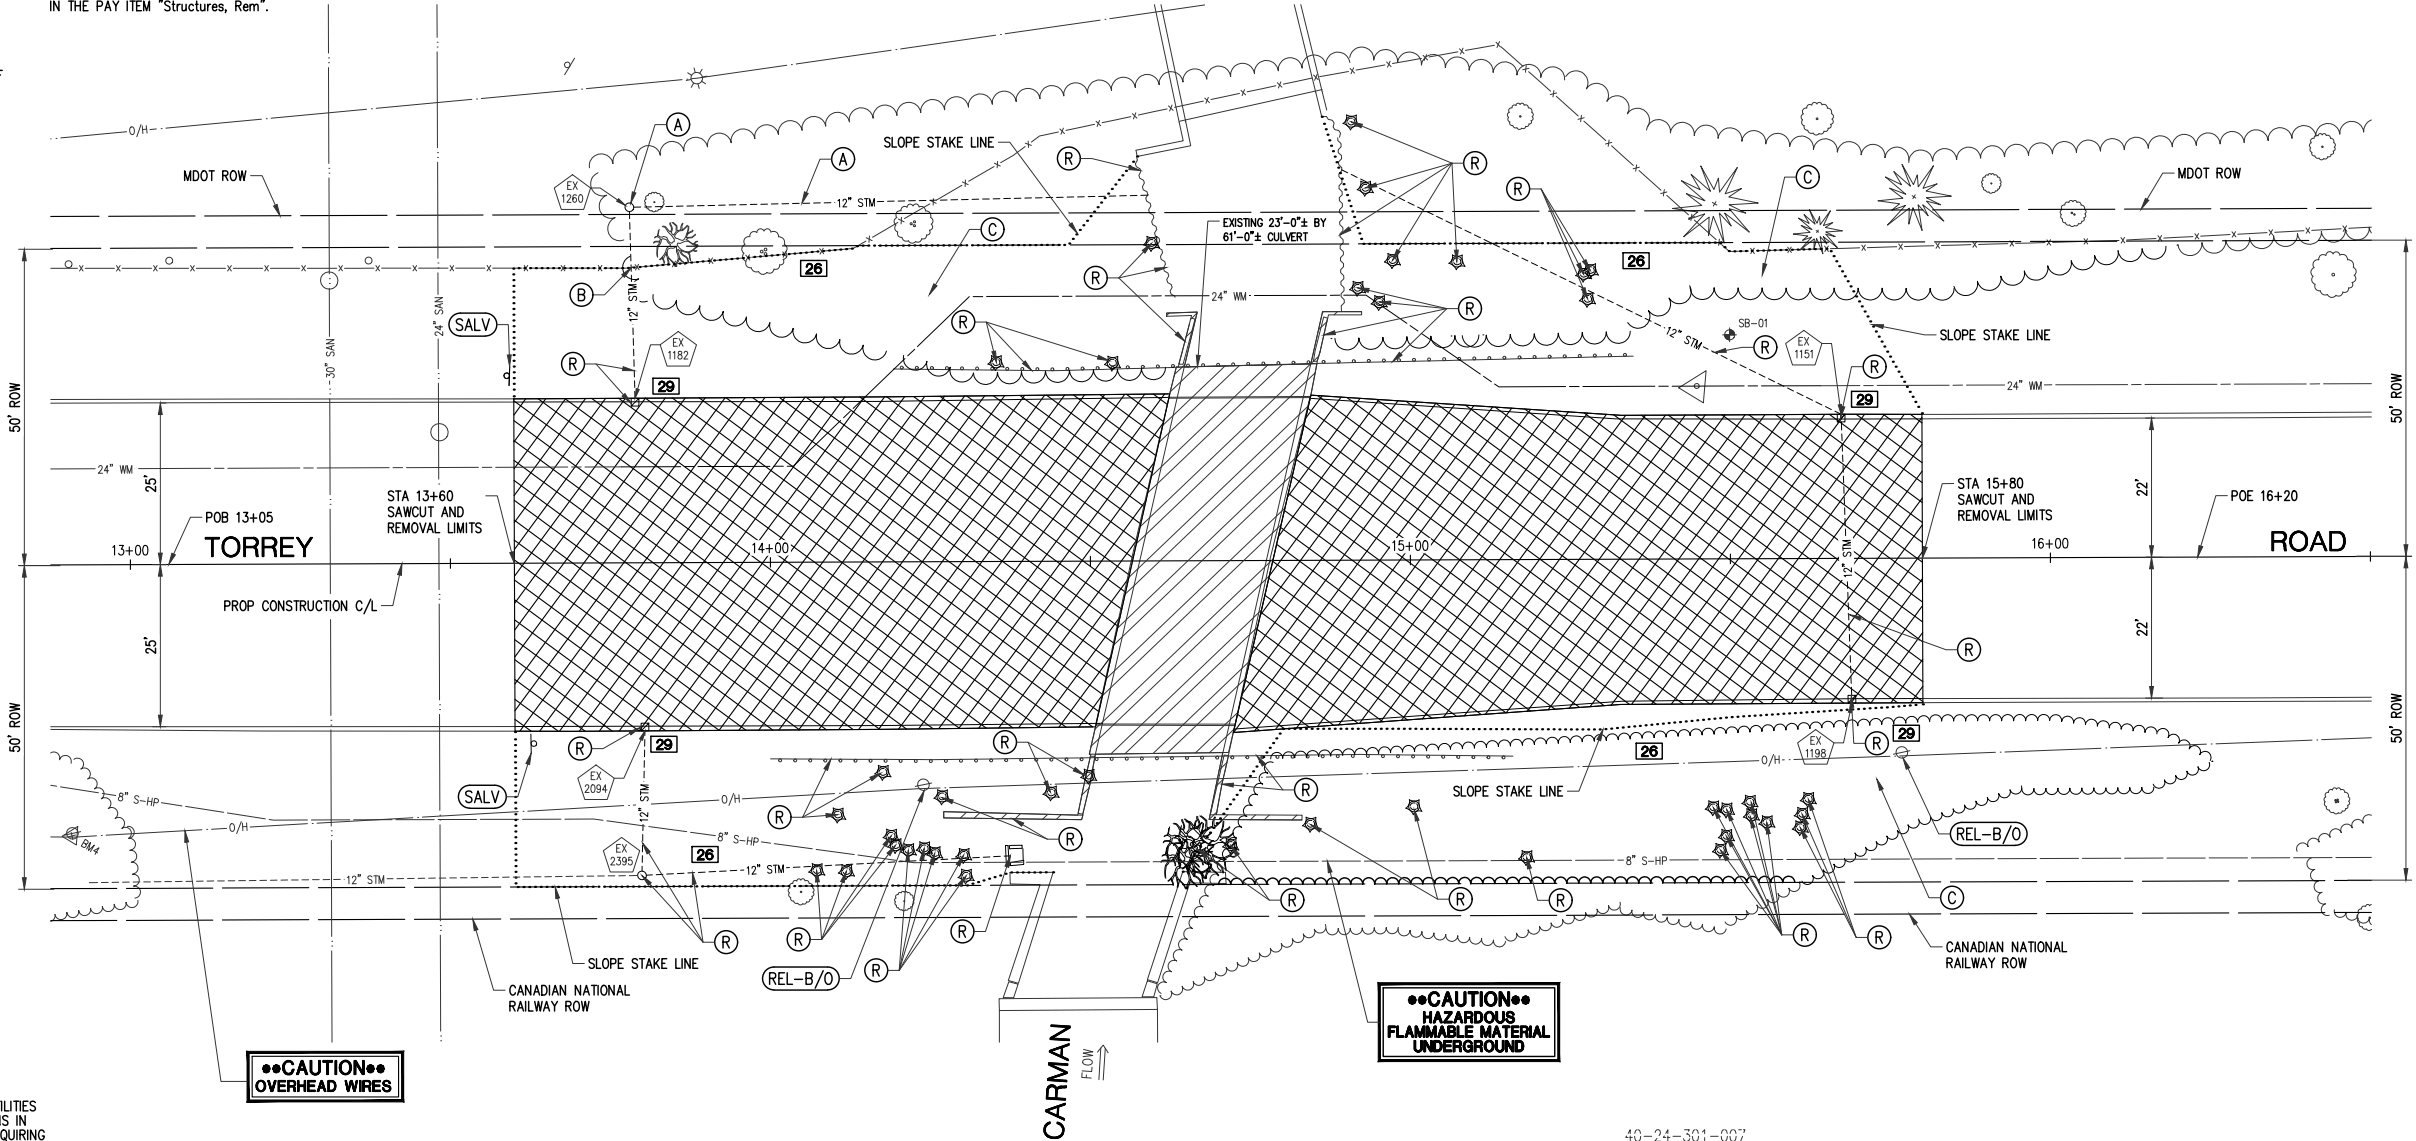 IN THE PAY ITEM "Structures, Rem".
O/H
A
SLOPE STAKE LINE
A
R
R
R
C
MDOT ROW
MDOT ROW
EX
1260
12" STM
EXISTING 23'-0"± BY
61'-0"± CULVERT
C
26
26
B
R
12" STM
24" SAN
SALV
24" WM
R
R
SB-01
12" STM
R
SLOPE STAKE LINE
EX
1182
EX
1151
30" SAN
R
29
R
29
24" WM
50' ROW
50' ROW
24" WM
25'
22'
STA 13+60
SAWCUT AND
REMOVAL LIMITS
STA 15+80
SAWCUT AND
REMOVAL LIMITS
POB 13+05
POE 16+20
13+00
TORREY
14+00
15+00
16+00
ROAD
12" STM
PROP CONSTRUCTION C/L
25'
22'
R
50' ROW
50' ROW
R
29
R
EX
2094
26
EX
1198
R
29
O/H
SALV
8" S-HP
O/H
O/H
R
R
SLOPE STAKE LINE
BM4
12" STM
8" S-HP
R
REL-B/O
EX
2395
26
12" STM
12" STM
8" S-HP
R
R
R
R
R
R
R
R
C
REL-B/O
R
SLOPE STAKE LINE
CANADIAN NATIONAL
RAILWAY ROW
CANADIAN NATIONAL
RAILWAY ROW
••CAUTION••
HAZARDOUS
FLAMMABLE MATERIAL
UNDERGROUND
••CAUTION••
OVERHEAD WIRES
CARMAN
FLOW
ILITIES
IS IN
QUIRING
40-24-301-007